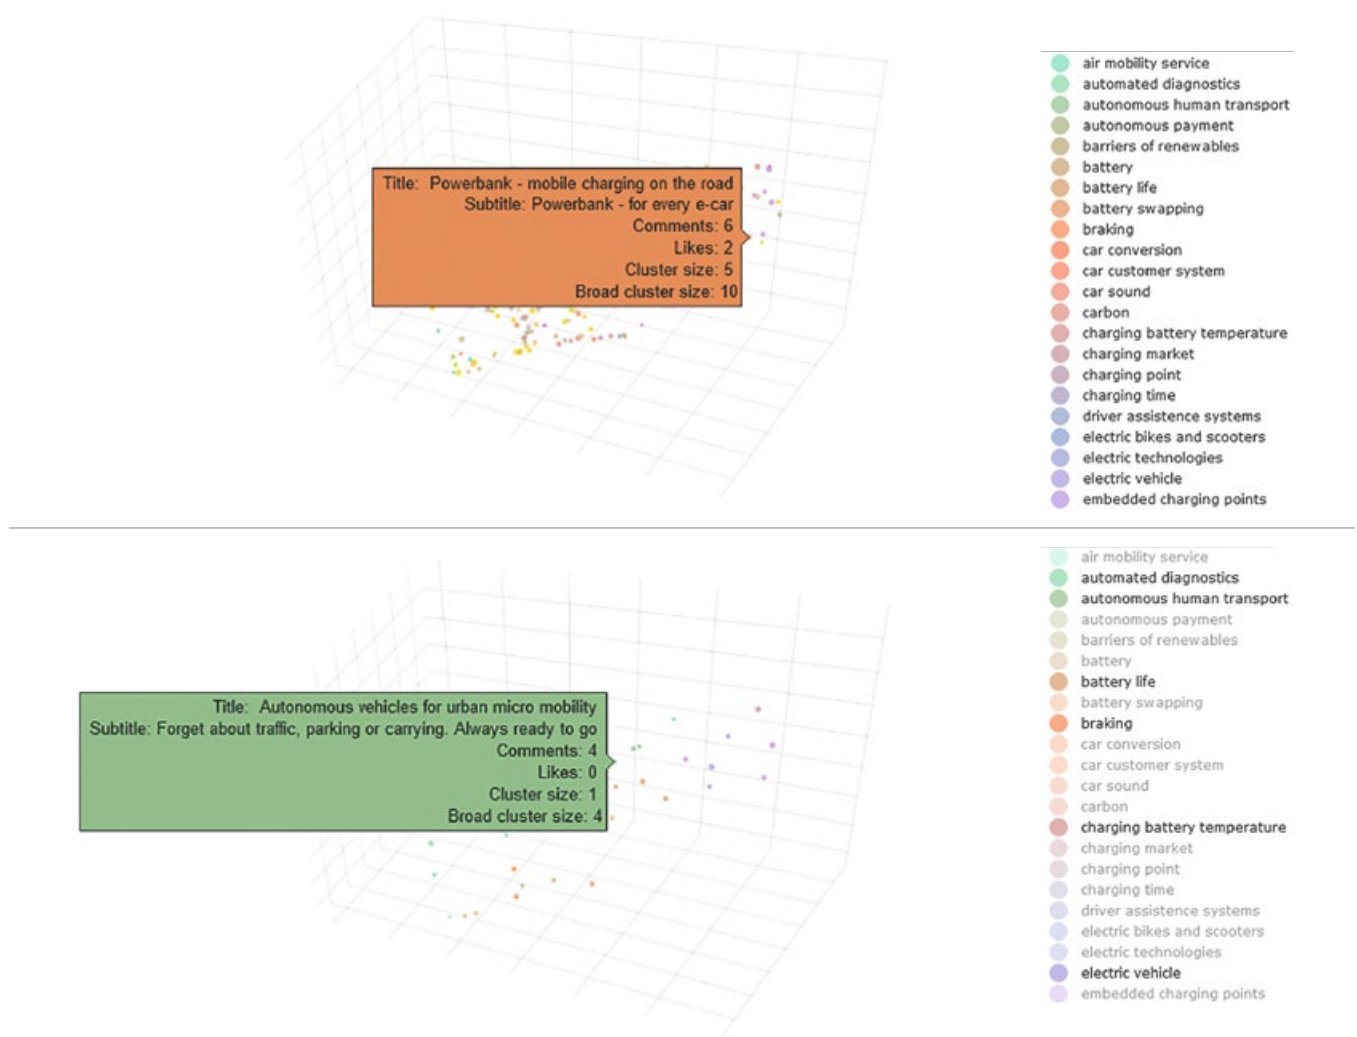 Title: Powerbank - mobile charging on the road
Subtitle: Powerbank - for every e-car
Comments: 6
Likes: 2
Cluster size: 5
Broad cluster size: 10
air mobility service
automated diagnostics
autonomous human transport
autonomous payment
barriers of renewables
battery
battery life
battery swapping
braking
car conversion
car customer system
car sound
carbon
charging battery temperature
charging market
charging point
charging time
driver assistence systems
electric bikes and scooters
electric technologies
electric vehicle
embedded charging points
Title: Autonomous vehicles for urban micro mobility
Subtitle: Forget about traffic, parking or carrying. Always ready to go
Comments: 4
Likes: 0
Cluster size: 1
Broad cluster size: 4
air mobility service
automated diagnostics
autonomous human transport
autonomous payment
barriers of renewables
battery
battery life
battery swapping
braking
car conversion
car customer system
car sound
carbon
charging battery temperature
charging market
charging point
charging time
driver assistence systems
electric bikes and scooters
electric technologies
electric vehicle
embedded charging points